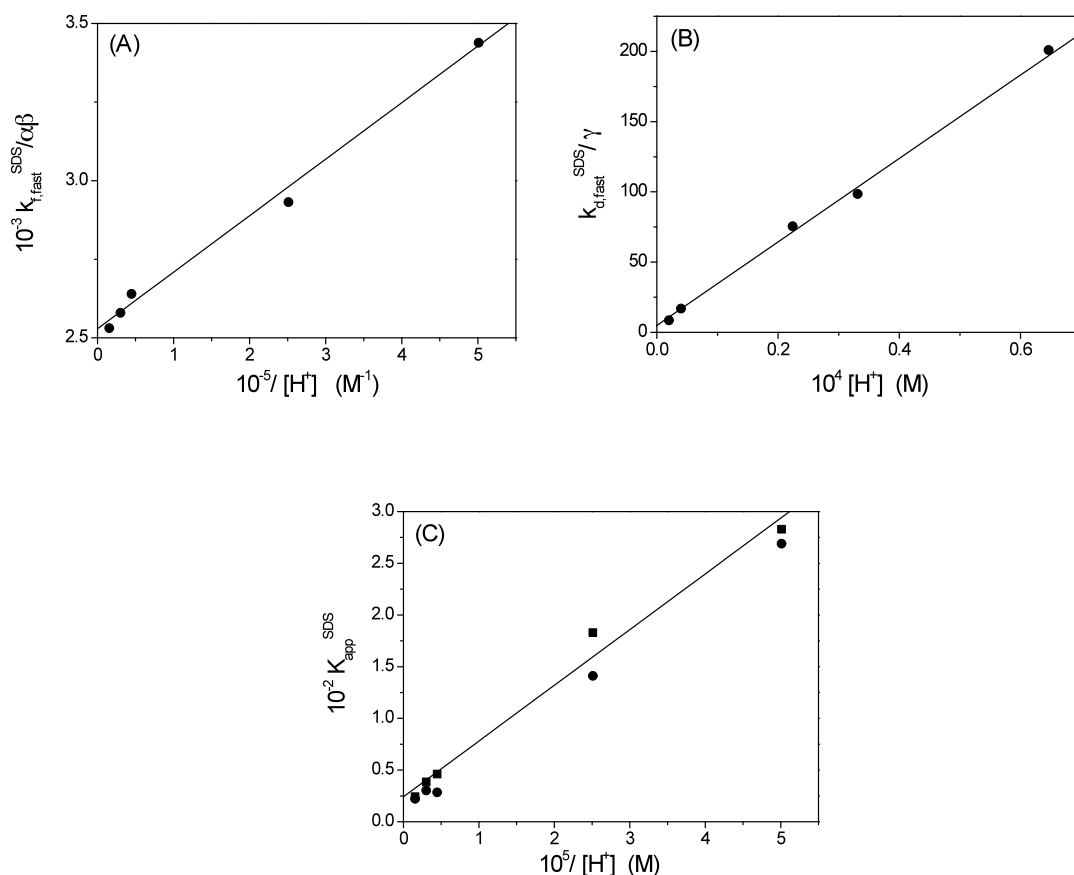 (A)
10⁻³ k_f,fast^SDS/αβ
3.5
3.0
2.5
0 1 2 3 4 5
10⁻⁵/ [H⁺] (M⁻¹)
(B)
k_d,fast^SDS/ γ
200
150
100
50
0
0.0 0.2 0.4 0.6
10⁴ [H⁺] (M)
(C)
10⁻² K_app^SDS
3.0
2.5
2.0
1.5
1.0
0.5
0.0
0 1 2 3 4 5
10⁵/ [H⁺] (M)